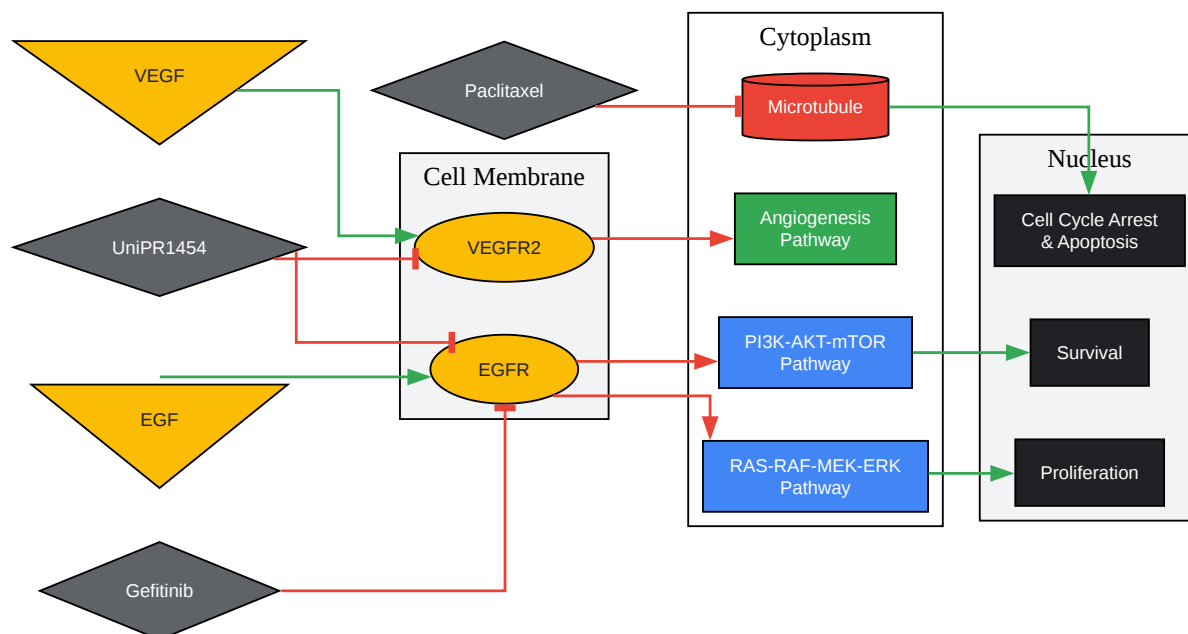 VEGF
Paclitaxel
Cytoplasm
Microtubule
Cell Membrane
Nucleus
UniPR1454
VEGFR2
Angiogenesis
Pathway
Cell Cycle Arrest
& Apoptosis
EGFR
PI3K-AKT-mTOR
Pathway
Survival
EGF
RAS-RAF-MEK-ERK
Pathway
Proliferation
Gefitinib